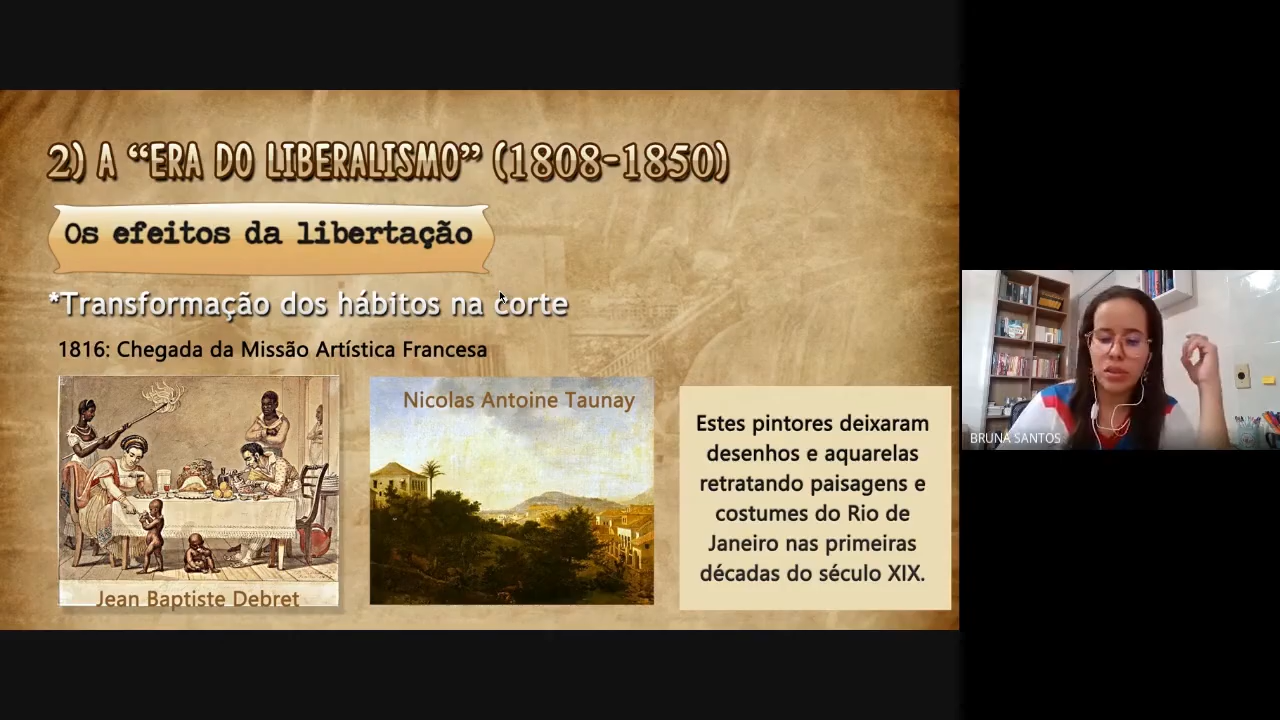 2) A “ERA DO LIBERALISMO” (1808-1850)
Os efeitos da libertação
*Transformação dos hábitos na corte
1816: Chegada da Missão Artística Francesa
Jean Baptiste Debret
Nicolas Antoine Taunay
Estes pintores deixaram
desenhos e aquarelas
retratando paisagens e
costumes do Rio de
Janeiro nas primeiras
décadas do século XIX.
BRUNA SANTOS